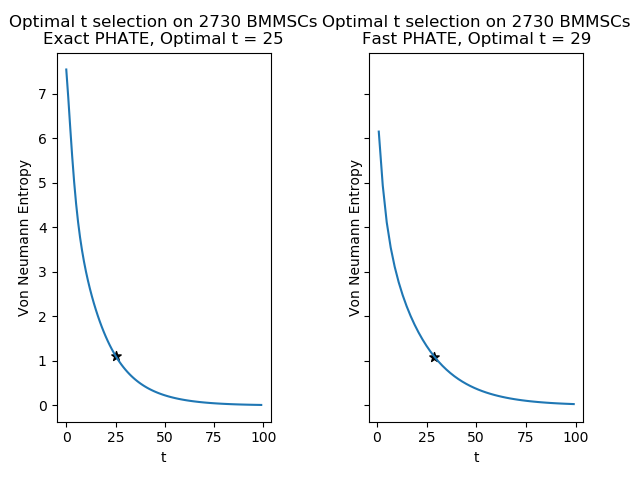 Optimal t selection on 2730 BMMSCs
Exact PHATE, Optimal t = 25
Von Neumann Entropy
7
6
5
4
3
2
1
0
0 25 50 75 100
t
Optimal t selection on 2730 BMMSCs
Fast PHATE, Optimal t = 29
Von Neumann Entropy
0 25 50 75 100
t